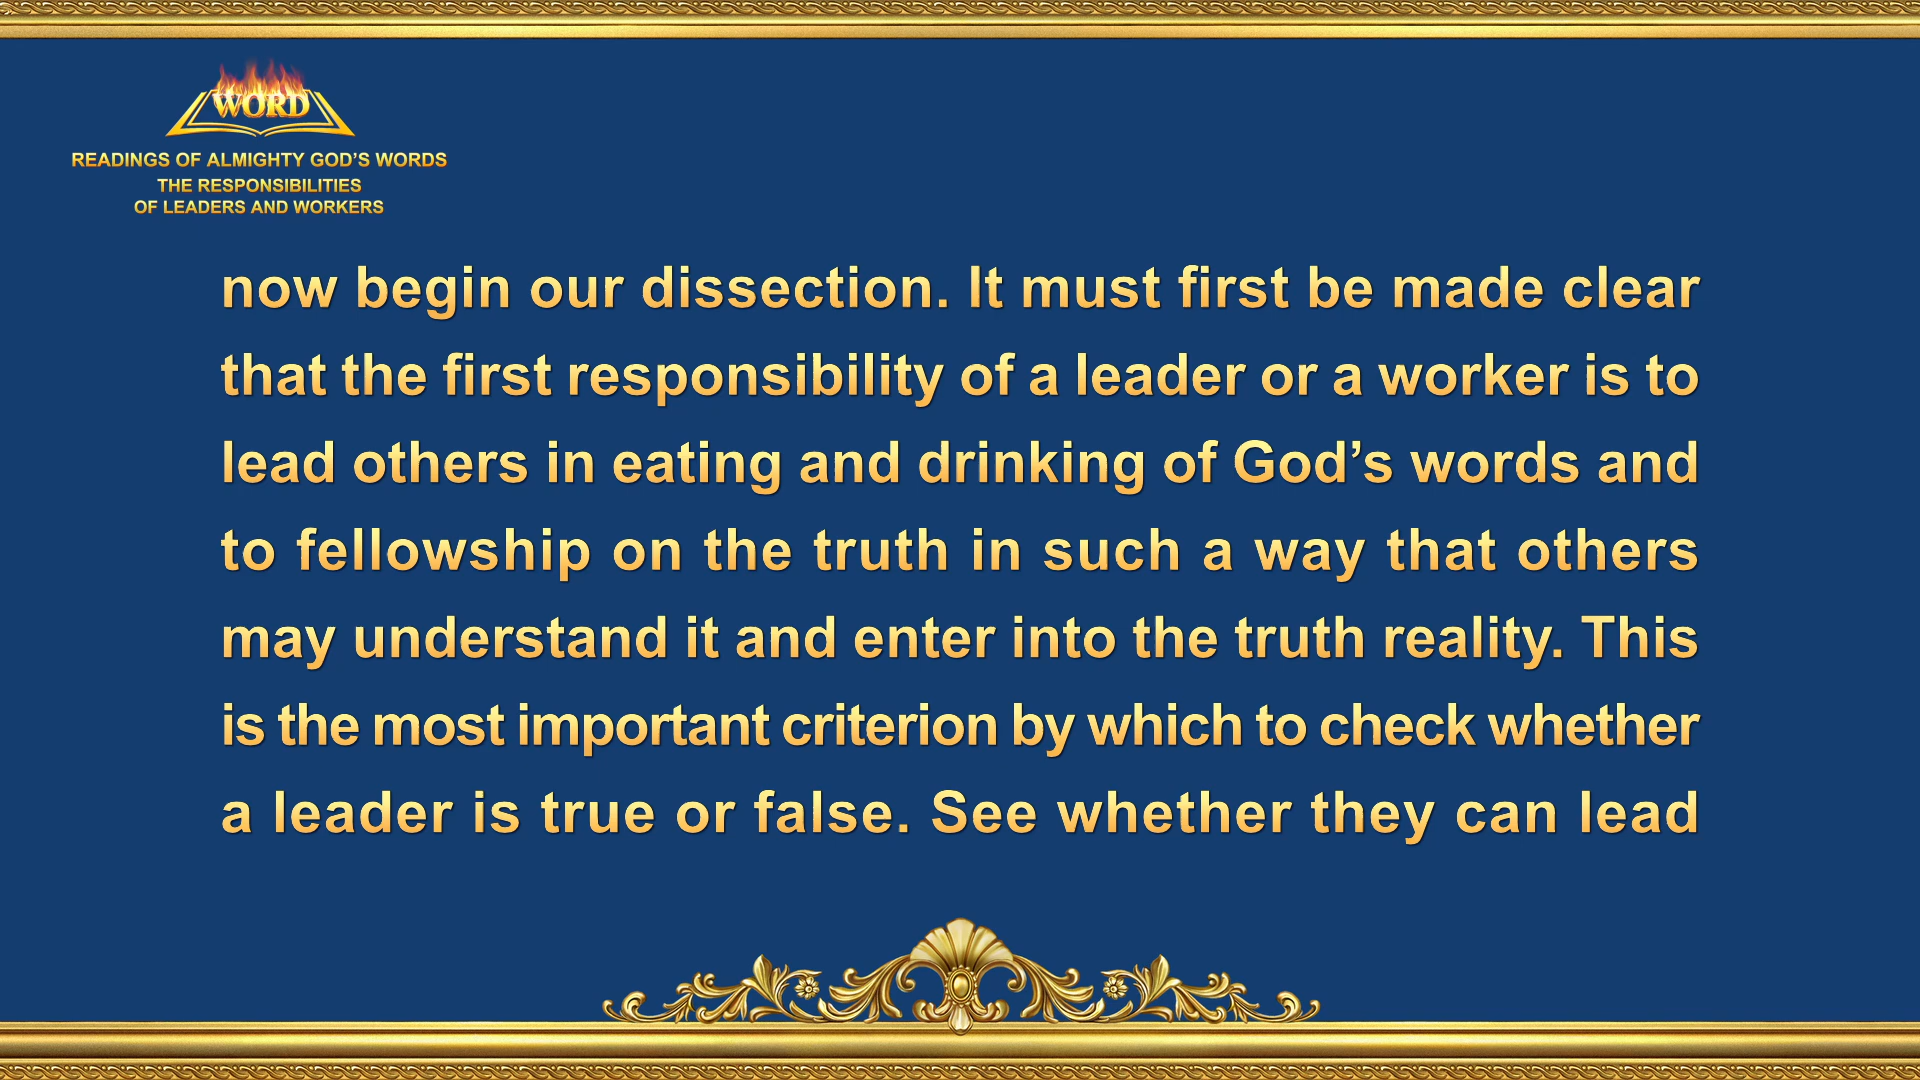 WORD
READINGS OF ALMIGHTY GOD’S WORDS
THE RESPONSIBILITIES
OF LEADERS AND WORKERS
now begin our dissection. It must first be made clear
that the first responsibility of a leader or a worker is to
lead others in eating and drinking of God’s words and
to fellowship on the truth in such a way that others
may understand it and enter into the truth reality. This
is the most important criterion by which to check whether
a leader is true or false. See whether they can lead